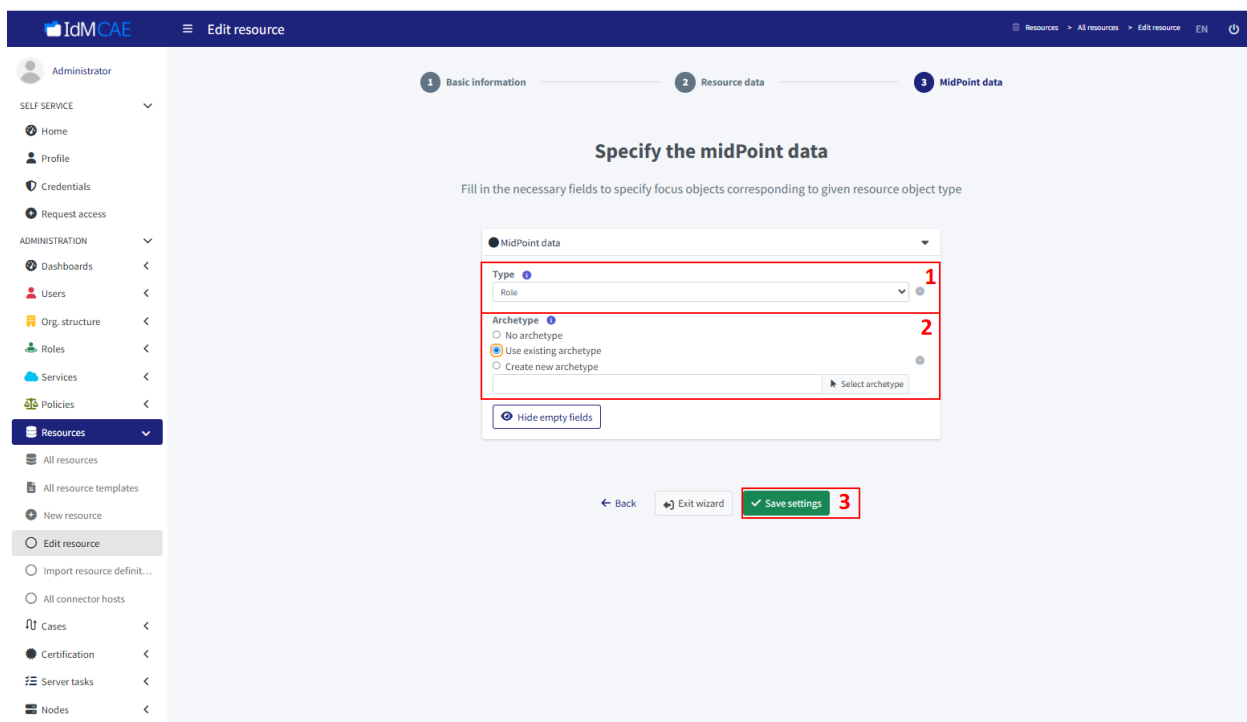 IdMCAE
Edit resource
Resources > All resources > Edit resource
EN
Administrator
SELF SERVICE
Home
Profile
Credentials
Request access
ADMINISTRATION
Dashboards
Users
Org. structure
Roles
Services
Policies
Resources
All resources
All resource templates
New resource
Edit resource
Import resource definit...
All connector hosts
Cases
Certification
Server tasks
Nodes
1 Basic information
2 Resource data
3 MidPoint data
Specify the midPoint data
Fill in the necessary fields to specify focus objects corresponding to given resource object type
MidPoint data
Type
1
Role
Archetype
2
No archetype
Use existing archetype
Create new archetype
Select archetype
Hide empty fields
Back
Exit wizard
Save settings
3